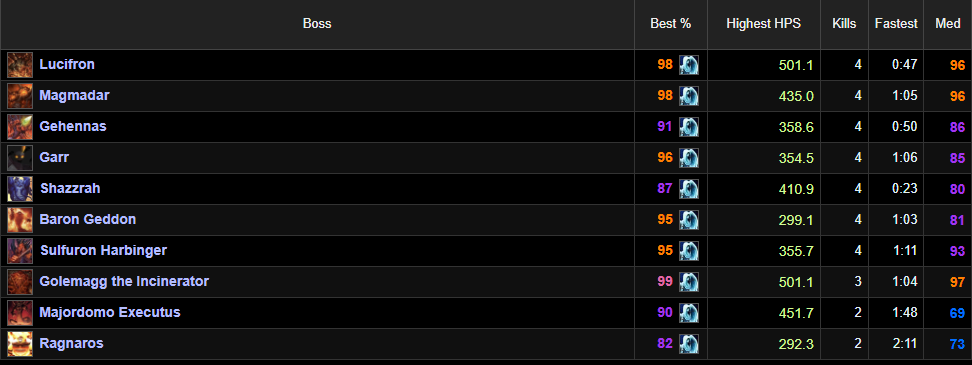 Boss Best % Highest HPS Kills Fastest Med
Lucifron 98 501.1 4 0:47 96
Magmadar 98 435.0 4 1:05 96
Gehennas 91 358.6 4 0:50 86
Garr 96 354.5 4 1:06 85
Shazzrah 87 410.9 4 0:23 80
Baron Geddon 95 299.1 4 1:03 81
Sulfuron Harbinger 95 355.7 4 1:11 93
Golemagg the Incinerator 99 501.1 3 1:04 97
Majordomo Executus 90 451.7 2 1:48 69
Ragnaros 82 292.3 2 2:11 73